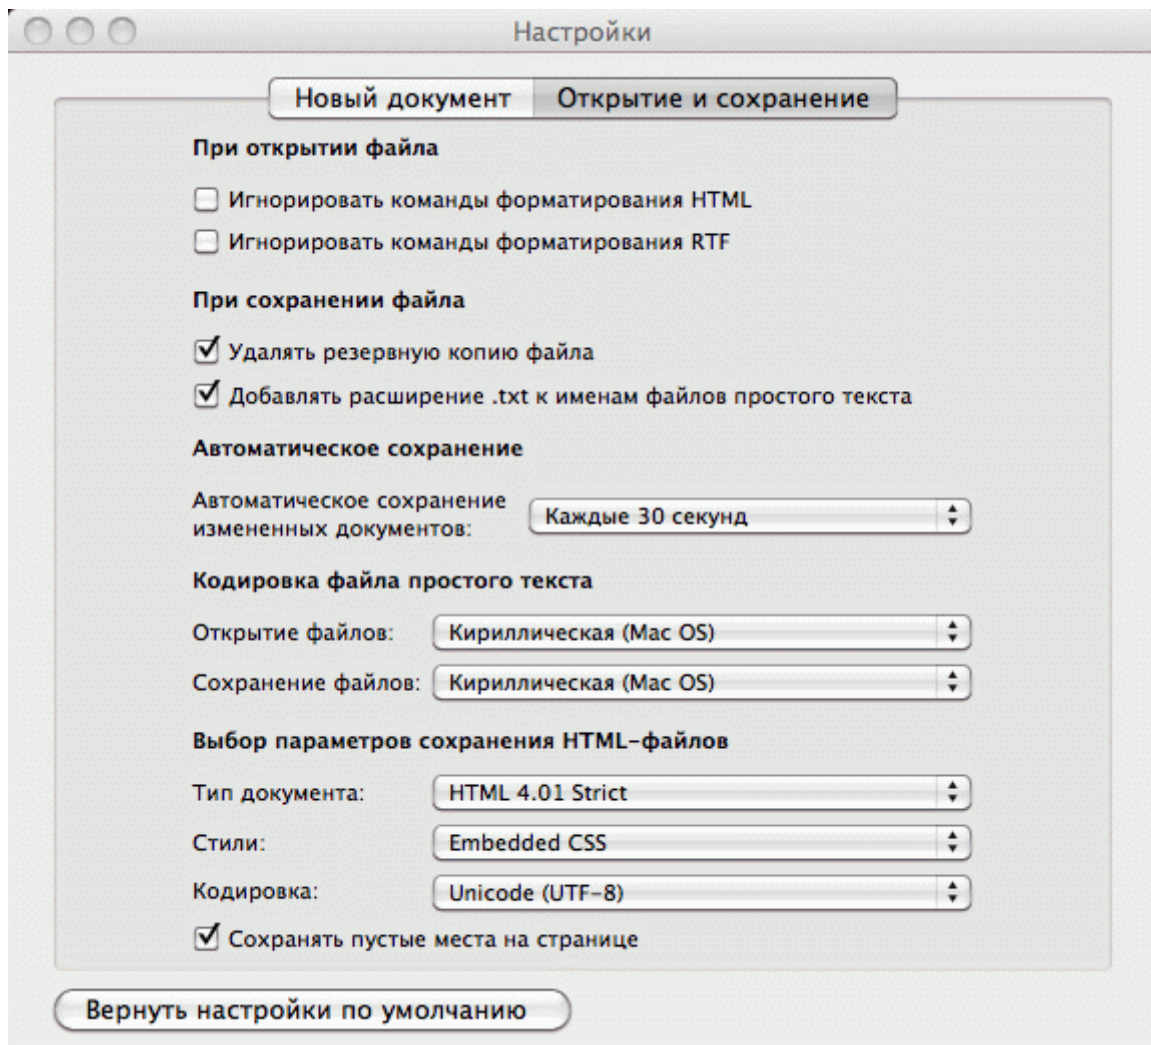 Настройки
Новый документ Открытие и сохранение
При открытии файла
Игнорировать команды форматирования HTML
Игнорировать команды форматирования RTF
При сохранении файла
Удалять резервную копию файла
Добавлять расширение .txt к именам файлов простого текста
Автоматическое сохранение
Автоматическое сохранение
измененных документов: Каждые 30 секунд
Кодировка файла простого текста
Открытие файлов: Кириллическая (Mac OS)
Сохранение файлов: Кириллическая (Mac OS)
Выбор параметров сохранения HTML-файлов
Тип документа: HTML 4.01 Strict
Стили: Embedded CSS
Кодировка: Unicode (UTF-8)
Сохранять пустые места на странице
Вернуть настройки по умолчанию